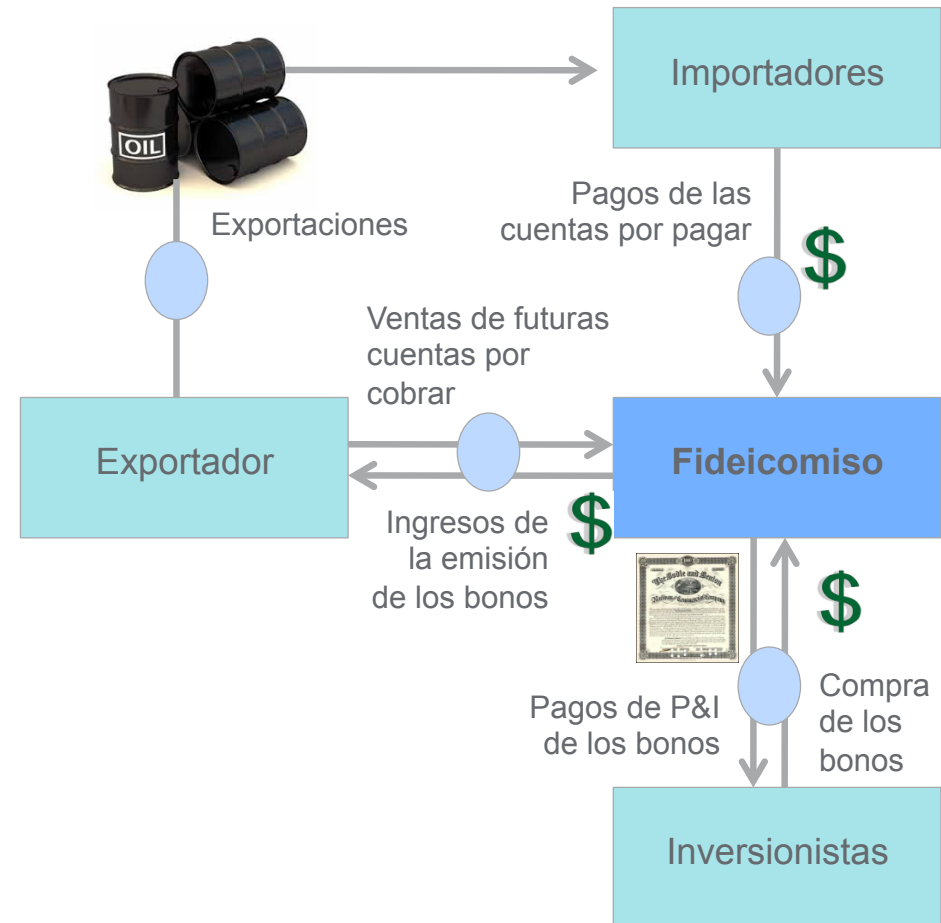 Importadores
OIL
Exportaciones
Pagos de las
cuentas por pagar
$
Ventas de futuras
cuentas por
cobrar
Exportador
Fideicomiso
Ingresos de
la emisión
de los bonos
$
$
Pagos de P&I
de los bonos
Compra
de los
bonos
Inversionistas